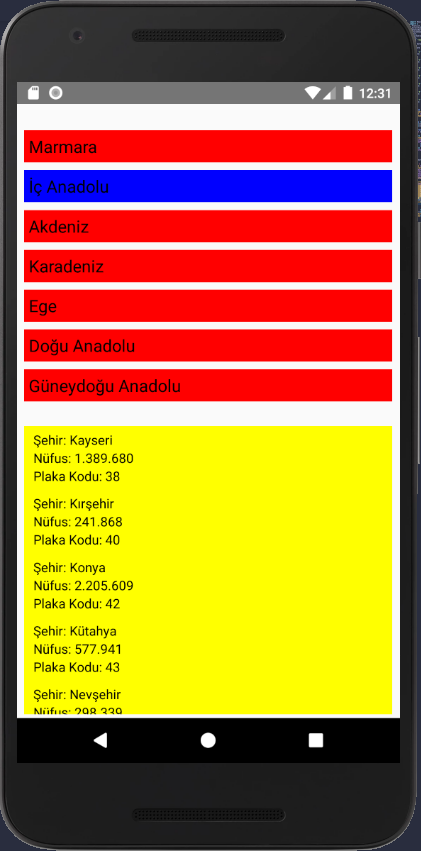 12:31
Marmara
İç Anadolu
Akdeniz
Karadeniz
Ege
Doğu Anadolu
Güneydoğu Anadolu
Şehir: Kayseri
Nüfus: 1.389.680
Plaka Kodu: 38
Şehir: Kırşehir
Nüfus: 241.868
Plaka Kodu: 40
Şehir: Konya
Nüfus: 2.205.609
Plaka Kodu: 42
Şehir: Kütahya
Nüfus: 577.941
Plaka Kodu: 43
Şehir: Nevşehir
Nüfus: 298.339